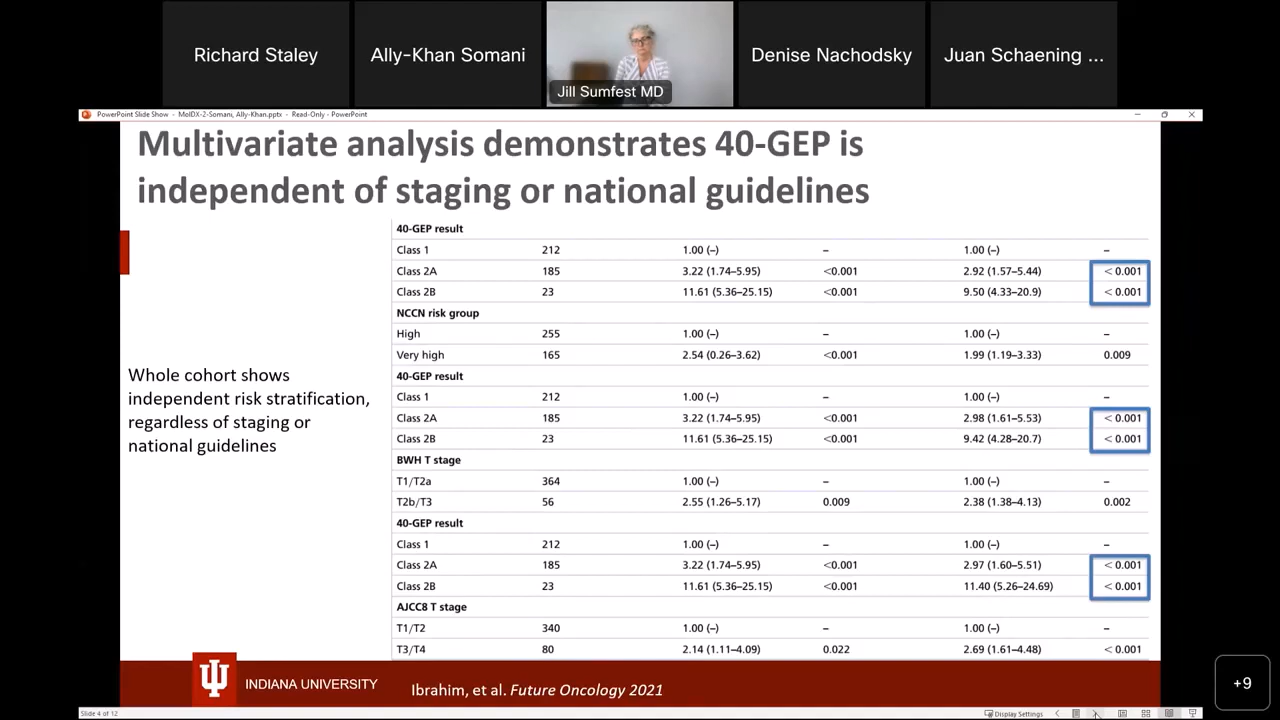 Richard Staley
Ally-Khan Somani
Jill Sumfest MD
Denise Nachodsky
Juan Schaening ...
PowerPoint Slide Show - MolDX-2-Somani, Ally-Khan.pptx - Read-Only - PowerPoint
Multivariate analysis demonstrates 40-GEP is
independent of staging or national guidelines
Whole cohort shows
independent risk stratification,
regardless of staging or
national guidelines
40-GEP result
Class 1 212 1.00 (–) – 1.00 (–) –
Class 2A 185 3.22 (1.74–5.95) <0.001 2.92 (1.57–5.44) < 0.001
Class 2B 23 11.61 (5.36–25.15) <0.001 9.50 (4.33–20.9) < 0.001
NCCN risk group
High 255 1.00 (–) – 1.00 (–) –
Very high 165 2.54 (0.26–3.62) <0.001 1.99 (1.19–3.33) 0.009
40-GEP result
Class 1 212 1.00 (–) – 1.00 (–) –
Class 2A 185 3.22 (1.74–5.95) <0.001 2.98 (1.61–5.53) < 0.001
Class 2B 23 11.61 (5.36–25.15) <0.001 9.42 (4.28–20.7) < 0.001
BWH T stage
T1/T2a 364 1.00 (–) – 1.00 (–) –
T2b/T3 56 2.55 (1.26–5.17) 0.009 2.38 (1.38–4.13) 0.002
40-GEP result
Class 1 212 1.00 (–) – 1.00 (–) –
Class 2A 185 3.22 (1.74–5.95) <0.001 2.97 (1.60–5.51) < 0.001
Class 2B 23 11.61 (5.36–25.15) <0.001 11.40 (5.26–24.69) < 0.001
AJCC8 T stage
T1/T2 340 1.00 (–) – 1.00 (–) –
T3/T4 80 2.14 (1.11–4.09) 0.022 2.69 (1.61–4.48) < 0.001
INDIANA UNIVERSITY
Ibrahim, et al. Future Oncology 2021
+9
Slide 4 of 12
Display Settings